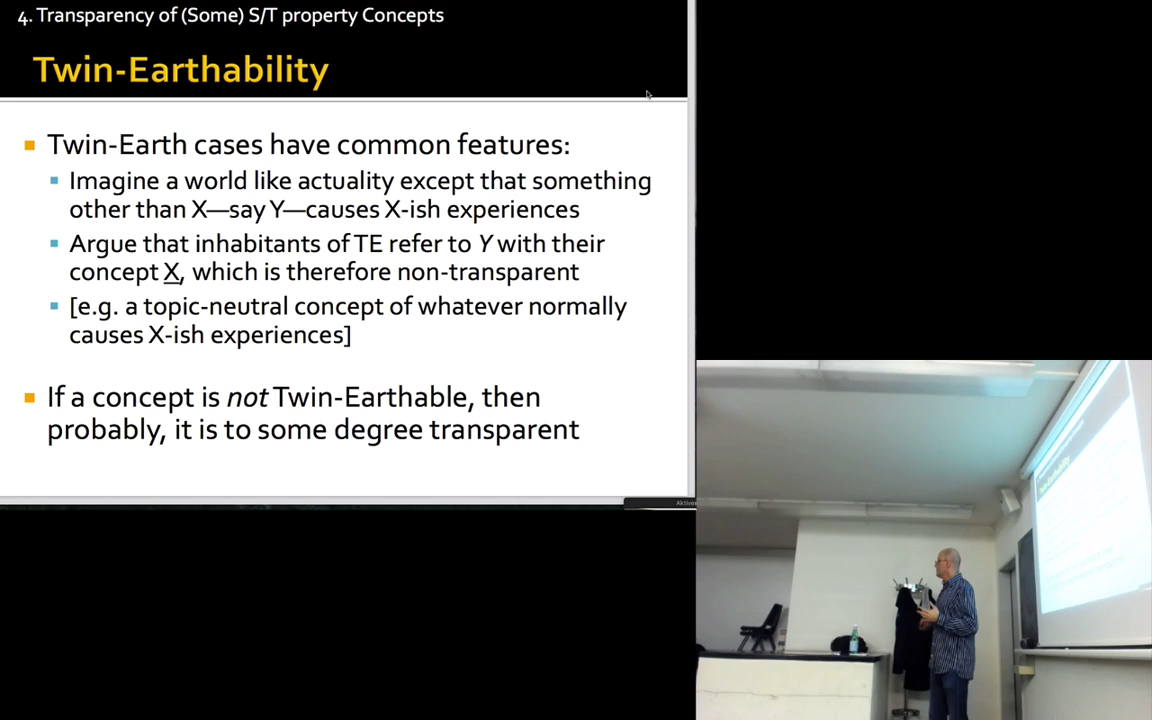 4. Transparency of (Some) S/T property Concepts
Twin-Earthability
Twin-Earth cases have common features:
Imagine a world like actuality except that something
other than X—say Y—causes X-ish experiences
Argue that inhabitants of TE refer to Y with their
concept X, which is therefore non-transparent
[e.g. a topic-neutral concept of whatever normally
causes X-ish experiences]
If a concept is not Twin-Earthable, then
probably, it is to some degree transparent